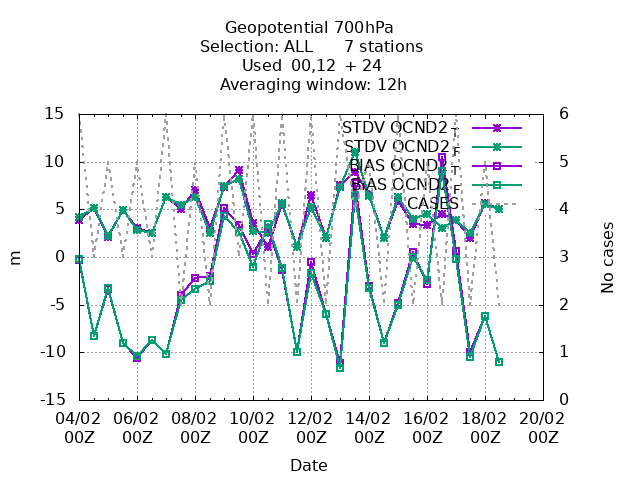 Geopotential 700hPa
Selection: ALL 7 stations
Used 00,12 + 24
Averaging window: 12h
15
10
5
0
-5
-10
-15
m
6
5
4
3
2
1
0
No cases
STDV OCND2_T
STDV OCND2_F
BIAS OCND2_T
BIAS OCND2_F
CASES
04/02 06/02 08/02 10/02 12/02 14/02 16/02 18/02 20/02
00Z 00Z 00Z 00Z 00Z 00Z 00Z 00Z 00Z
Date